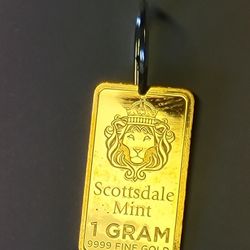 Scottsdale
Mint
1 GRAM
9999 FINE GOLD